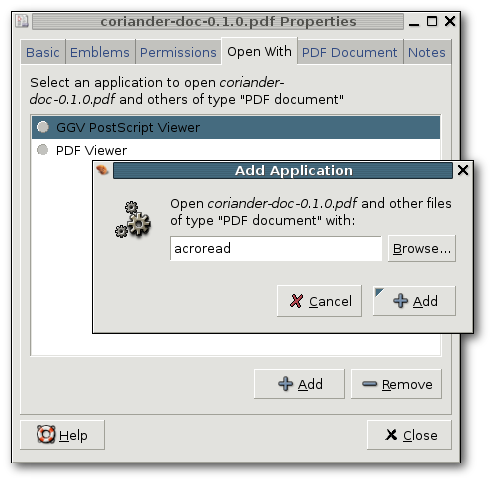 coriander-doc-0.1.0.pdf Properties
Basic Emblems Permissions Open With PDF Document Notes
Select an application to open coriander-
doc-0.1.0.pdf and others of type "PDF document"
GGV PostScript Viewer
PDF Viewer
Add Application
Open coriander-doc-0.1.0.pdf and other files
of type "PDF document" with:
acroread Browse...
Cancel Add
Add Remove
Help Close